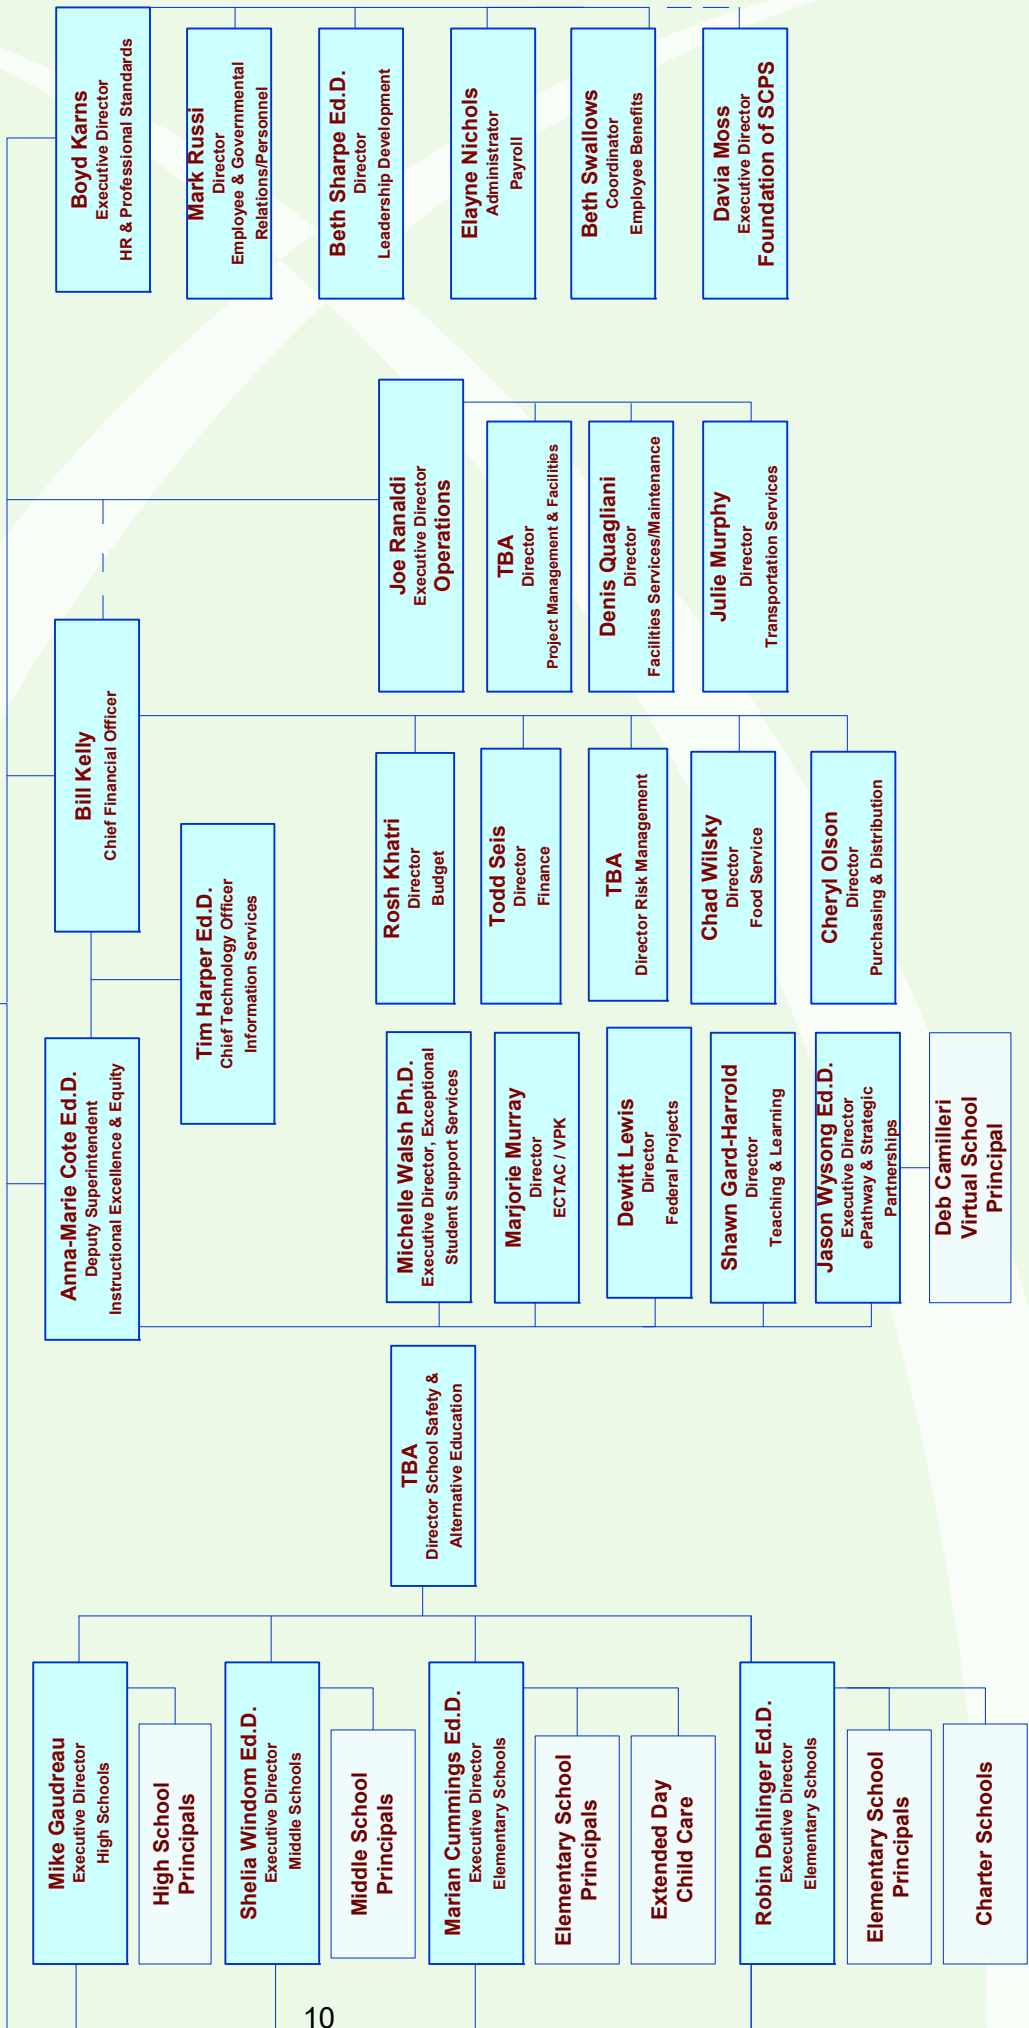 Mike Gaudreau
Executive Director
High Schools
High School
Principals
Shelia Windom Ed.D.
Executive Director
Middle Schools
Middle School
Principals
Marian Cummings Ed.D.
Executive Director
Elementary Schools
Elementary School
Principals
Extended Day
Child Care
Robin Dehlinger Ed.D.
Executive Director
Elementary Schools
Elementary School
Principals
Charter Schools
TBA
Director School Safety &
Alternative Education
Anna-Marie Cote Ed.D.
Deputy Superintendent
Instructional Excellence & Equity
Michelle Walsh Ph.D.
Executive Director, Exceptional
Student Support Services
Marjorie Murray
Director
ECTAC / VPK
Dewitt Lewis
Director
Federal Projects
Shawn Gard-Harrold
Director
Teaching & Learning
Jason Wysong Ed.D.
Executive Director
ePathway & Strategic
Partnerships
Deb Camilleri
Virtual School
Principal
Tim Harper Ed.D.
Chief Technology Officer
Information Services
Bill Kelly
Chief Financial Officer
Rosh Khatri
Director
Budget
Todd Seis
Director
Finance
TBA
Director Risk Management
Chad Wilsky
Director
Food Service
Cheryl Olson
Director
Purchasing & Distribution
Joe Ranaldi
Executive Director
Operations
TBA
Director
Project Management & Facilities
Denis Quagliani
Director
Facilities Services/Maintenance
Julie Murphy
Director
Transportation Services
Boyd Karns
Executive Director
HR & Professional Standards
Mark Russi
Director
Employee & Governmental
Relations/Personnel
Beth Sharpe Ed.D.
Director
Leadership Development
Elayne Nichols
Administrator
Payroll
Beth Swallows
Coordinator
Employee Benefits
Davia Moss
Executive Director
Foundation of SCPS
10